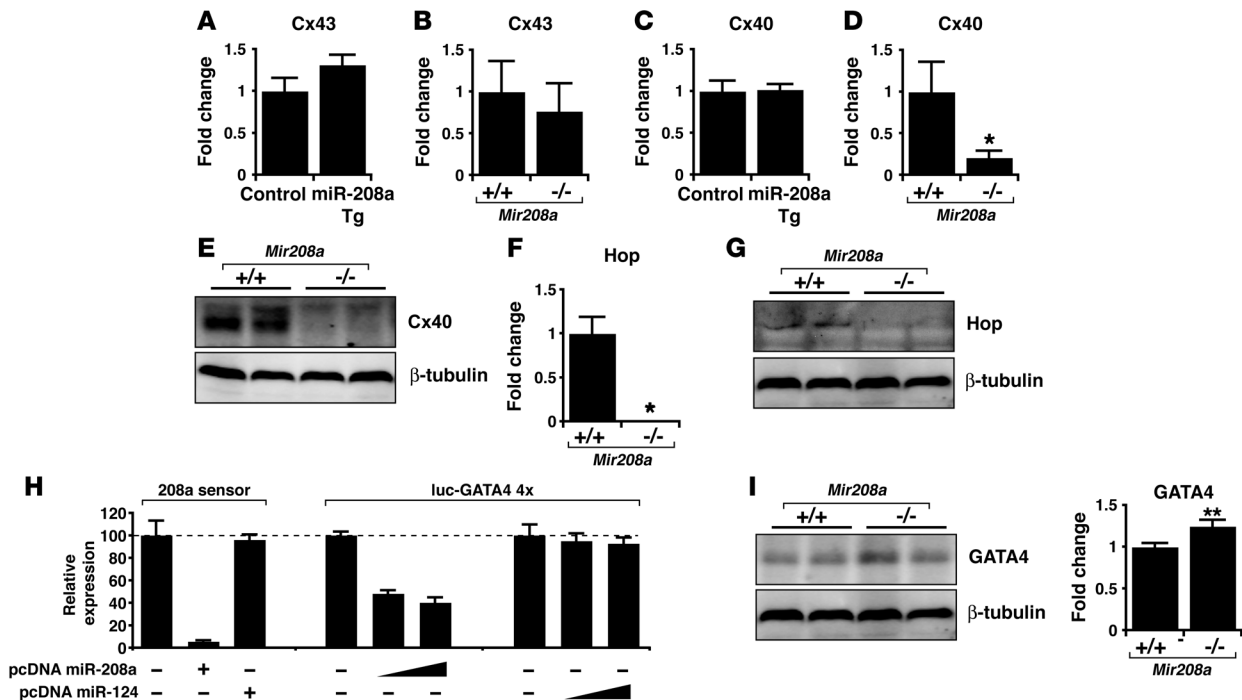 A Cx43
Fold change
1.5
1
0.5
0
Control miR-208a
Tg
B Cx43
Fold change
1.5
1
0.5
0
+/+ -/-
Mir208a
C Cx40
Fold change
1.5
1
0.5
0
Control miR-208a
Tg
D Cx40
Fold change
1.5
1
0.5
0
*
+/+ -/-
Mir208a
E Mir208a
+/+ -/-
Cx40
β-tubulin
F Hop
Fold change
1.5
1
0.5
0
*
+/+ -/-
Mir208a
G Mir208a
+/+ -/-
Hop
β-tubulin
H 208a sensor luc-GATA4 4x
Relative
expression
120
100
80
60
40
20
0
pcDNA miR-208a – + – – – – –
pcDNA miR-124 – – + – – – –
I Mir208a
+/+ -/-
GATA4
β-tubulin
GATA4
Fold change
1.5
1
0.5
0
**
-
+/+ -/-
Mir208a